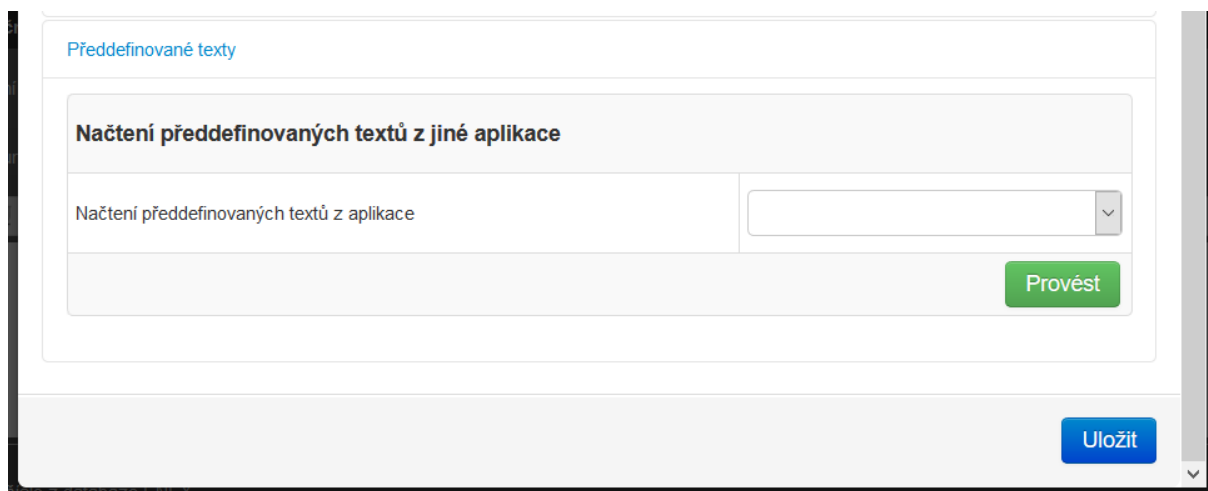 Předdefinované texty
Načtení předdefinovaných textů z jiné aplikace
Načtení předdefinovaných textů z aplikace
Provést
Uložit